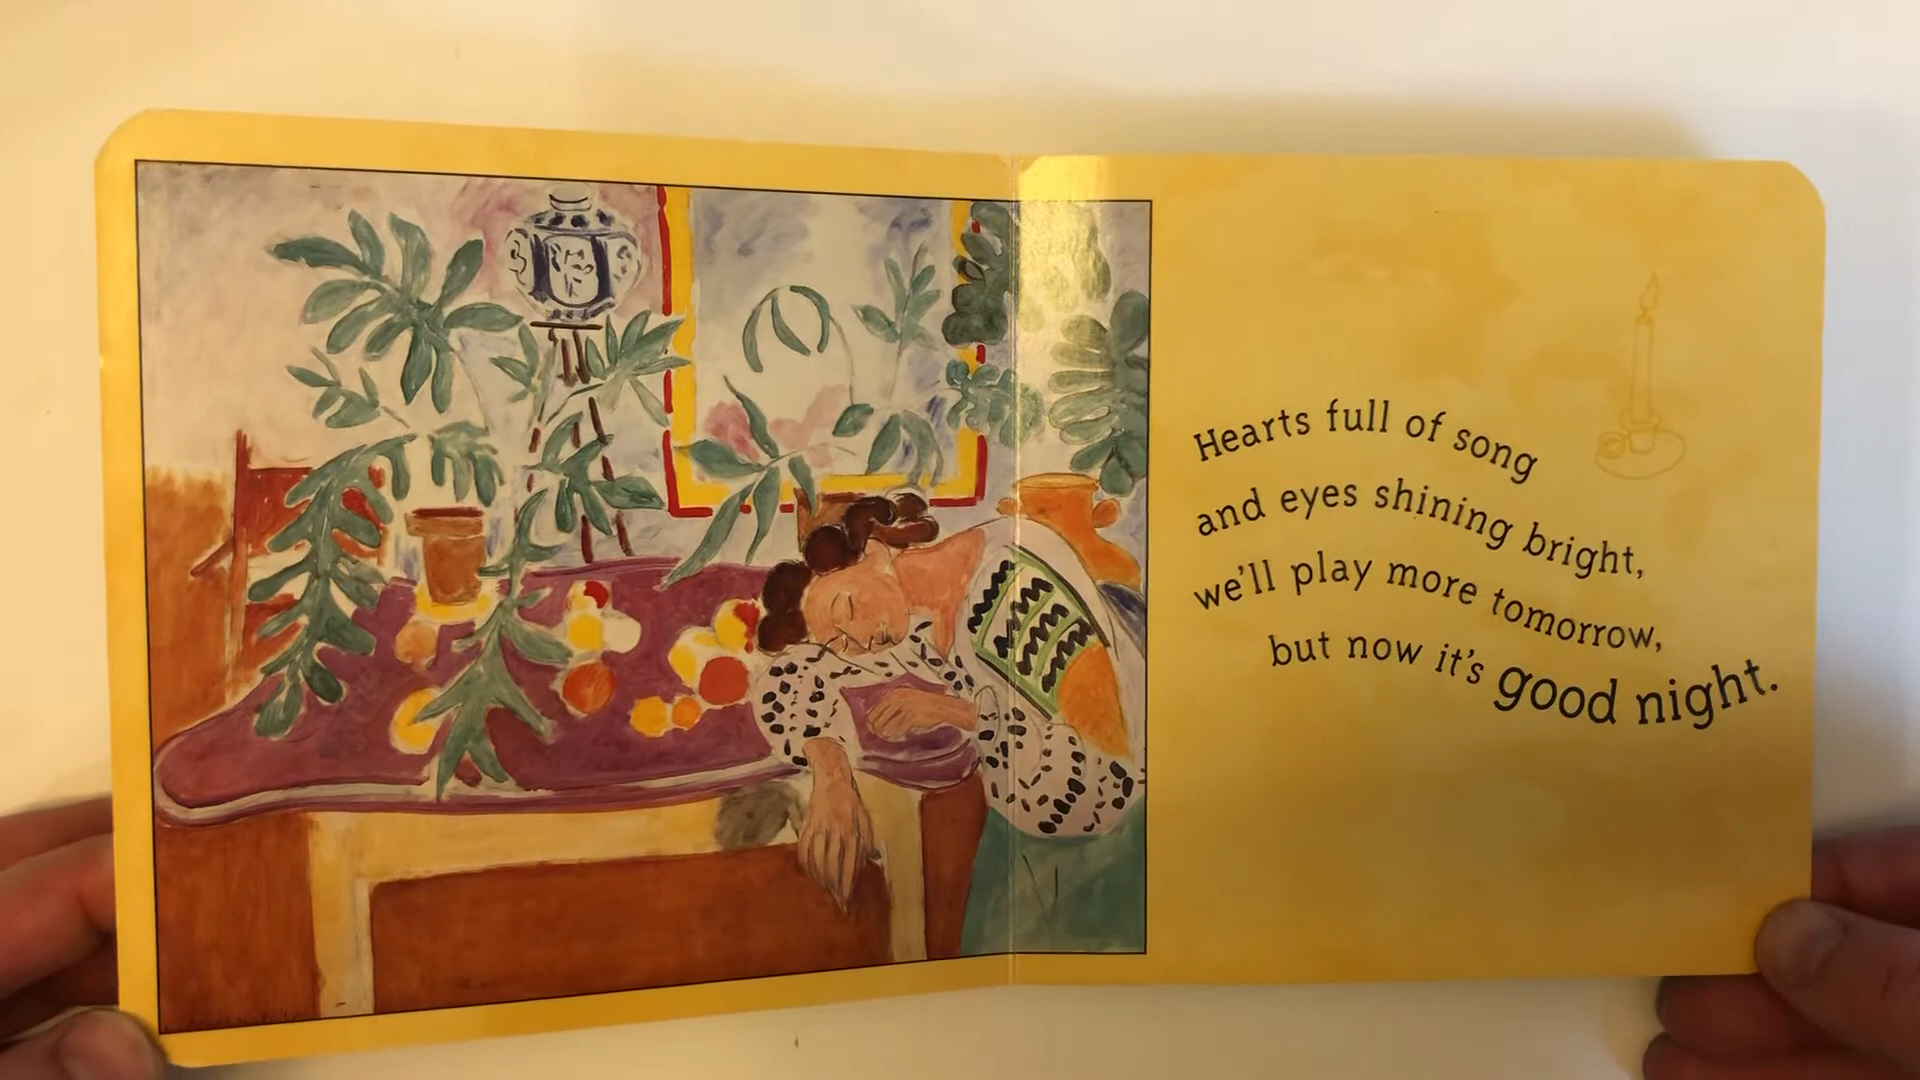 Hearts full of song
and eyes shining bright,
we'll play more tomorrow,
but now it's good night.